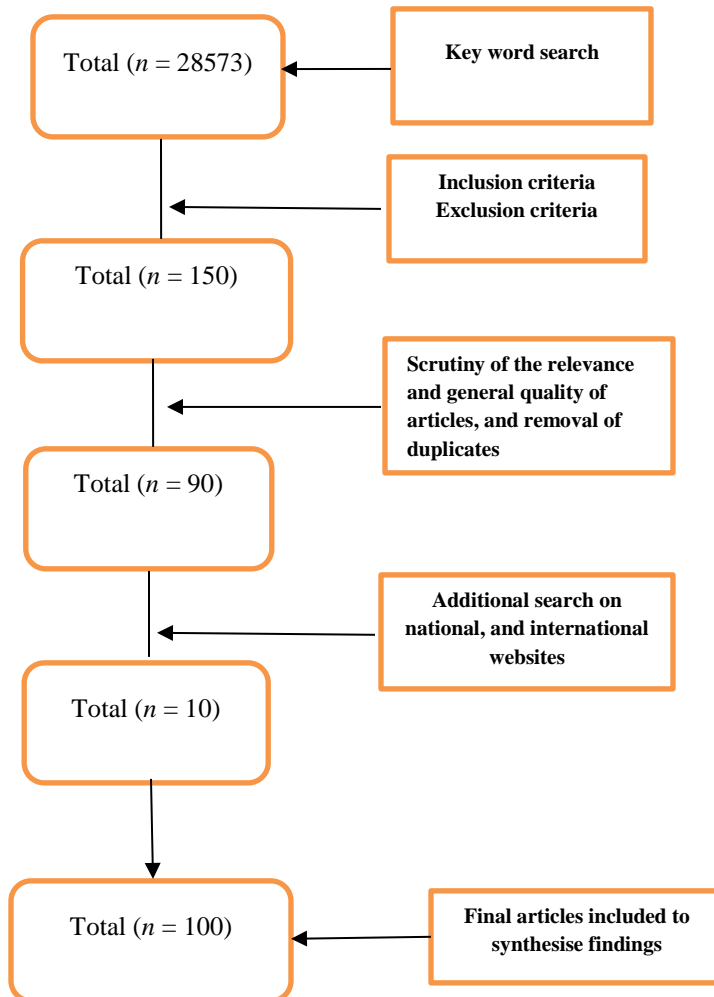 Total (n = 28573)
Key word search
Inclusion criteria
Exclusion criteria
Total (n = 150)
Scrutiny of the relevance
and general quality of
articles, and removal of
duplicates
Total (n = 90)
Additional search on
national, and international
websites
Total (n = 10)
Total (n = 100)
Final articles included to
synthesise findings